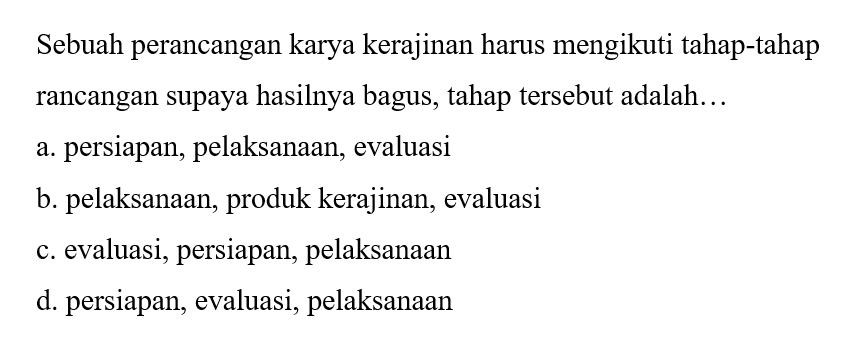 Sebuah perancangan karya kerajinan harus mengikuti tahap-tahap
rancangan supaya hasilnya bagus, tahap tersebut adalah…
a. persiapan, pelaksanaan, evaluasi
b. pelaksanaan, produk kerajinan, evaluasi
c. evaluasi, persiapan, pelaksanaan
d. persiapan, evaluasi, pelaksanaan